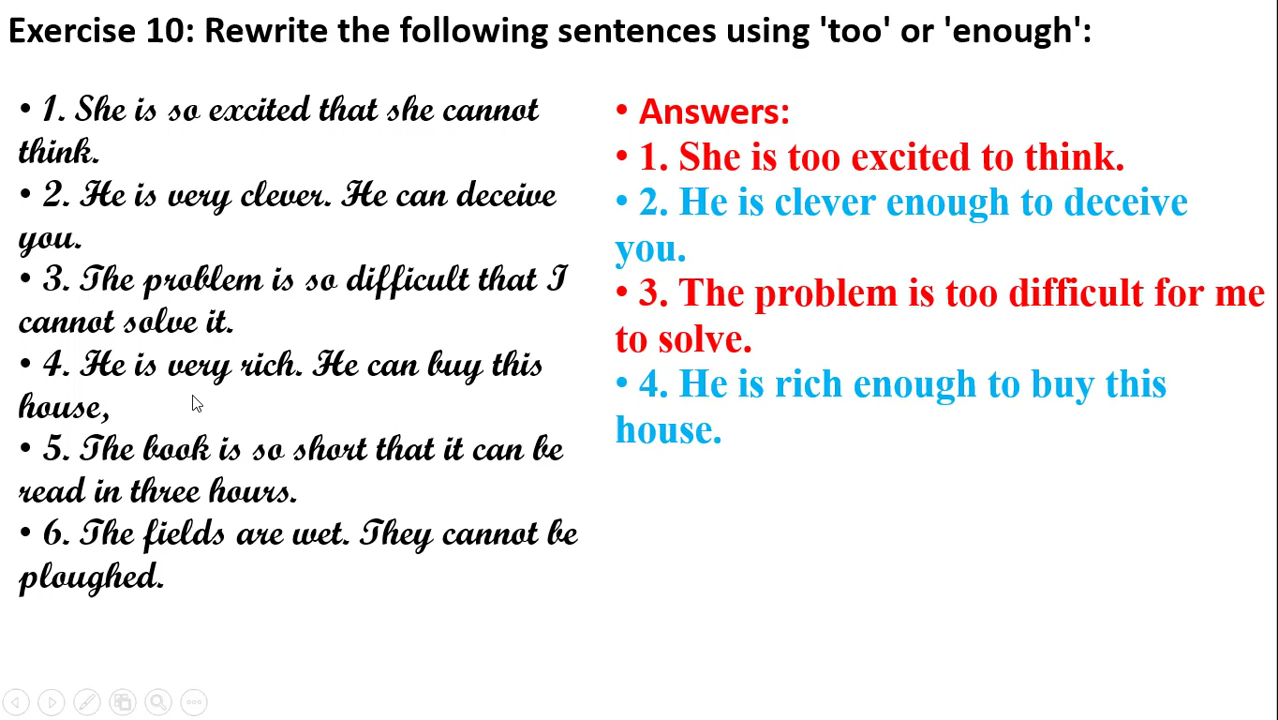 Exercise 10: Rewrite the following sentences using 'too' or 'enough':
• 1. She is so excited that she cannot
think.
• 2. He is very clever. He can deceive
you.
• 3. The problem is so difficult that I
cannot solve it.
• 4. He is very rich. He can buy this
house,
• 5. The book is so short that it can be
read in three hours.
• 6. The fields are wet. They cannot be
ploughed.
• Answers:
• 1. She is too excited to think.
• 2. He is clever enough to deceive
you.
• 3. The problem is too difficult for me
to solve.
• 4. He is rich enough to buy this
house.